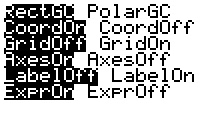 RectGC PolarGC
CoordOn CoordOff
GridOff GridOn
AxesOn AxesOff
LabelOff LabelOn
ExprOn ExprOff